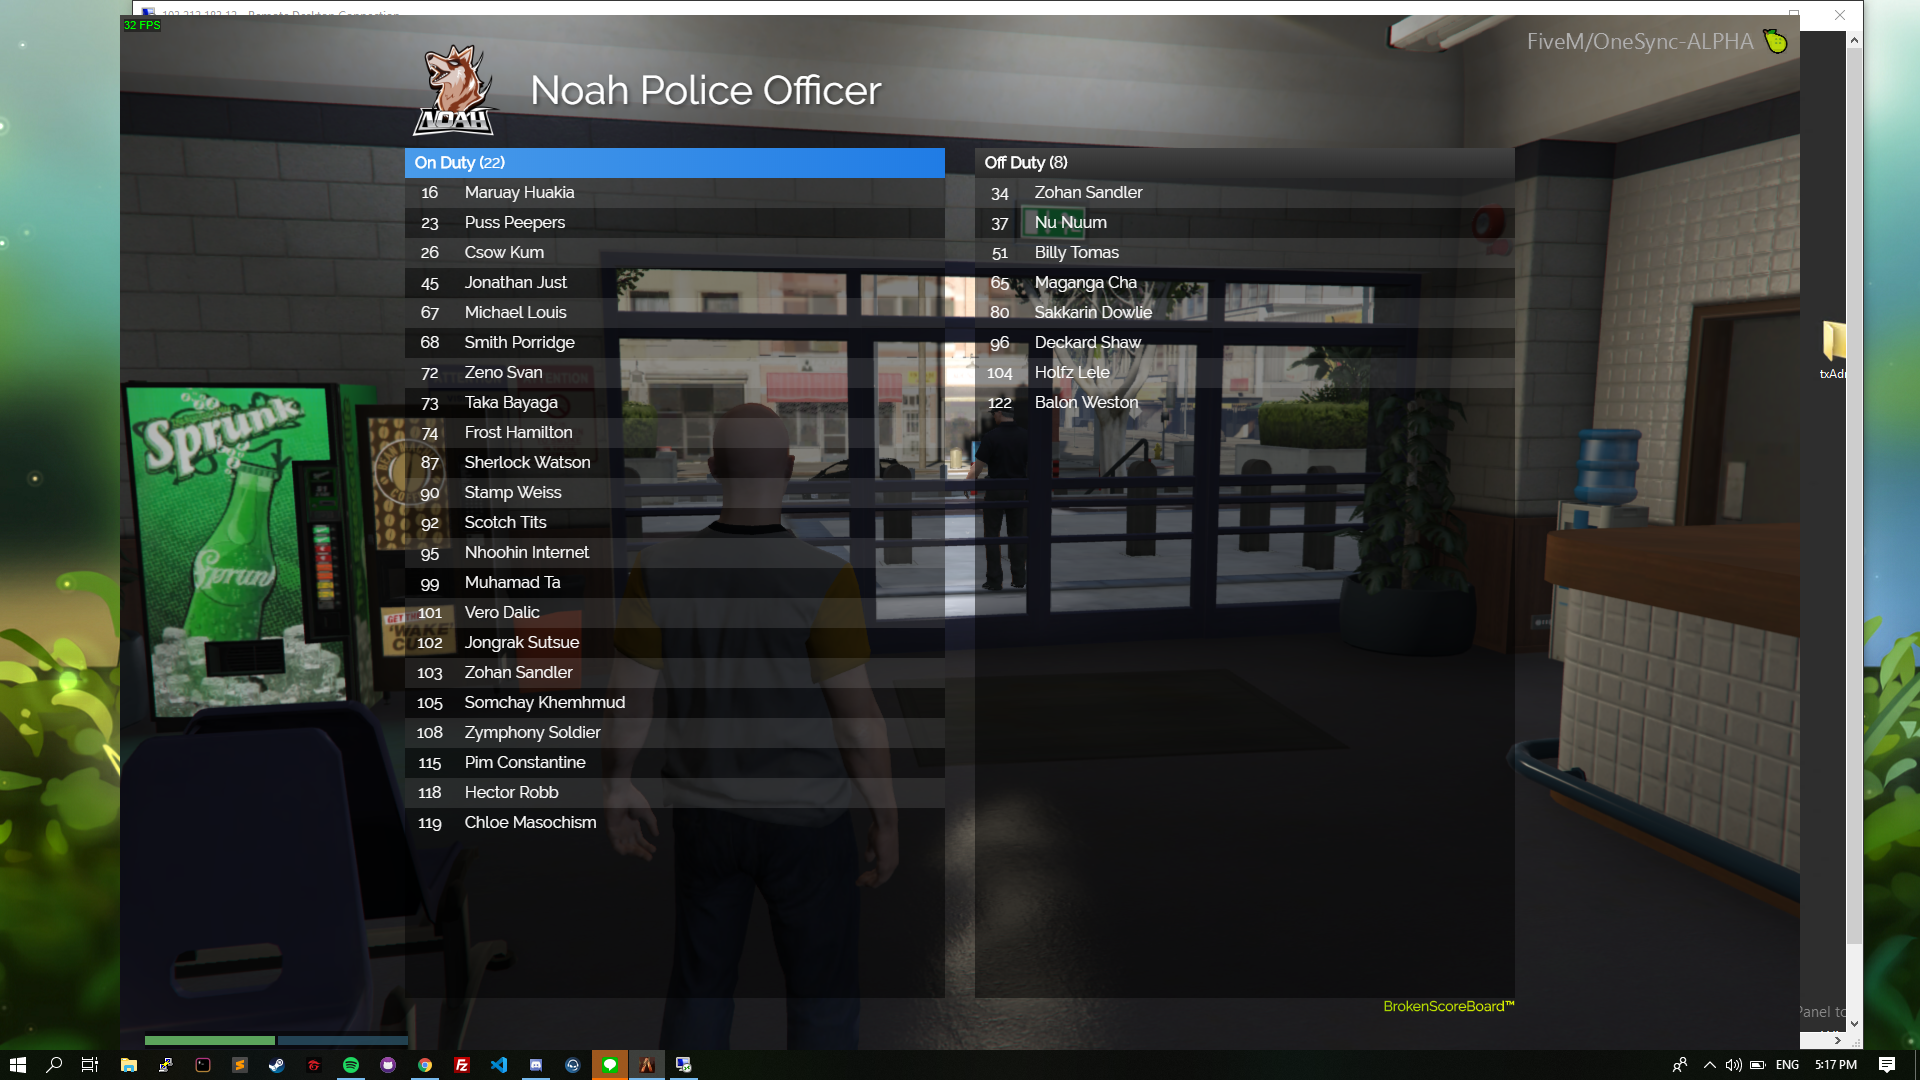 32 FPS
FiveM/OneSync-ALPHA
NOAH
Noah Police Officer
On Duty (22)
16 Maruay Huakia
23 Puss Peepers
26 Csow Kum
45 Jonathan Just
67 Michael Louis
68 Smith Porridge
72 Zeno Svan
73 Taka Bayaga
74 Frost Hamilton
87 Sherlock Watson
90 Stamp Weiss
92 Scotch Tits
95 Nhoohin Internet
99 Muhamad Ta
101 Vero Dalic
102 Jongrak Sutsue
103 Zohan Sandler
105 Somchay Khemhmud
108 Zymphony Soldier
115 Pim Constantine
118 Hector Robb
119 Chloe Masochism
Off Duty (8)
34 Zohan Sandler
37 Nu Nuum
51 Billy Tomas
65 Maganga Cha
80 Sakkarin Dowlie
96 Deckard Shaw
104 Holfz Lele
122 Balon Weston
BrokenScoreBoard™
Sprunk
Sprunk
txAdr
Panel to
ENG
5:17 PM